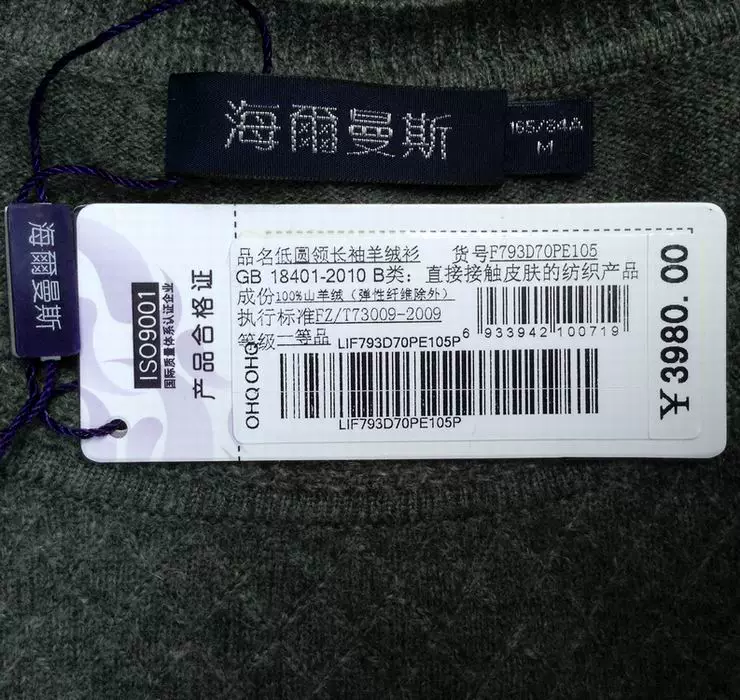 海爾曼斯
165/84A
M
海爾曼斯
ISO9001
国际质量体系认证企业
产品合格证
品名低圆领长袖羊绒衫 货号F793D70PE105
GB 18401-2010 B类：直接接触皮肤的纺织产品
成份100%山羊绒（弹性纤维除外）
执行标准FZ/T73009-2009
等级二等品
6 933942 100719
LIF793D70PE105P
OHQ OHQ
LIF793D70PE105P
¥3980.00